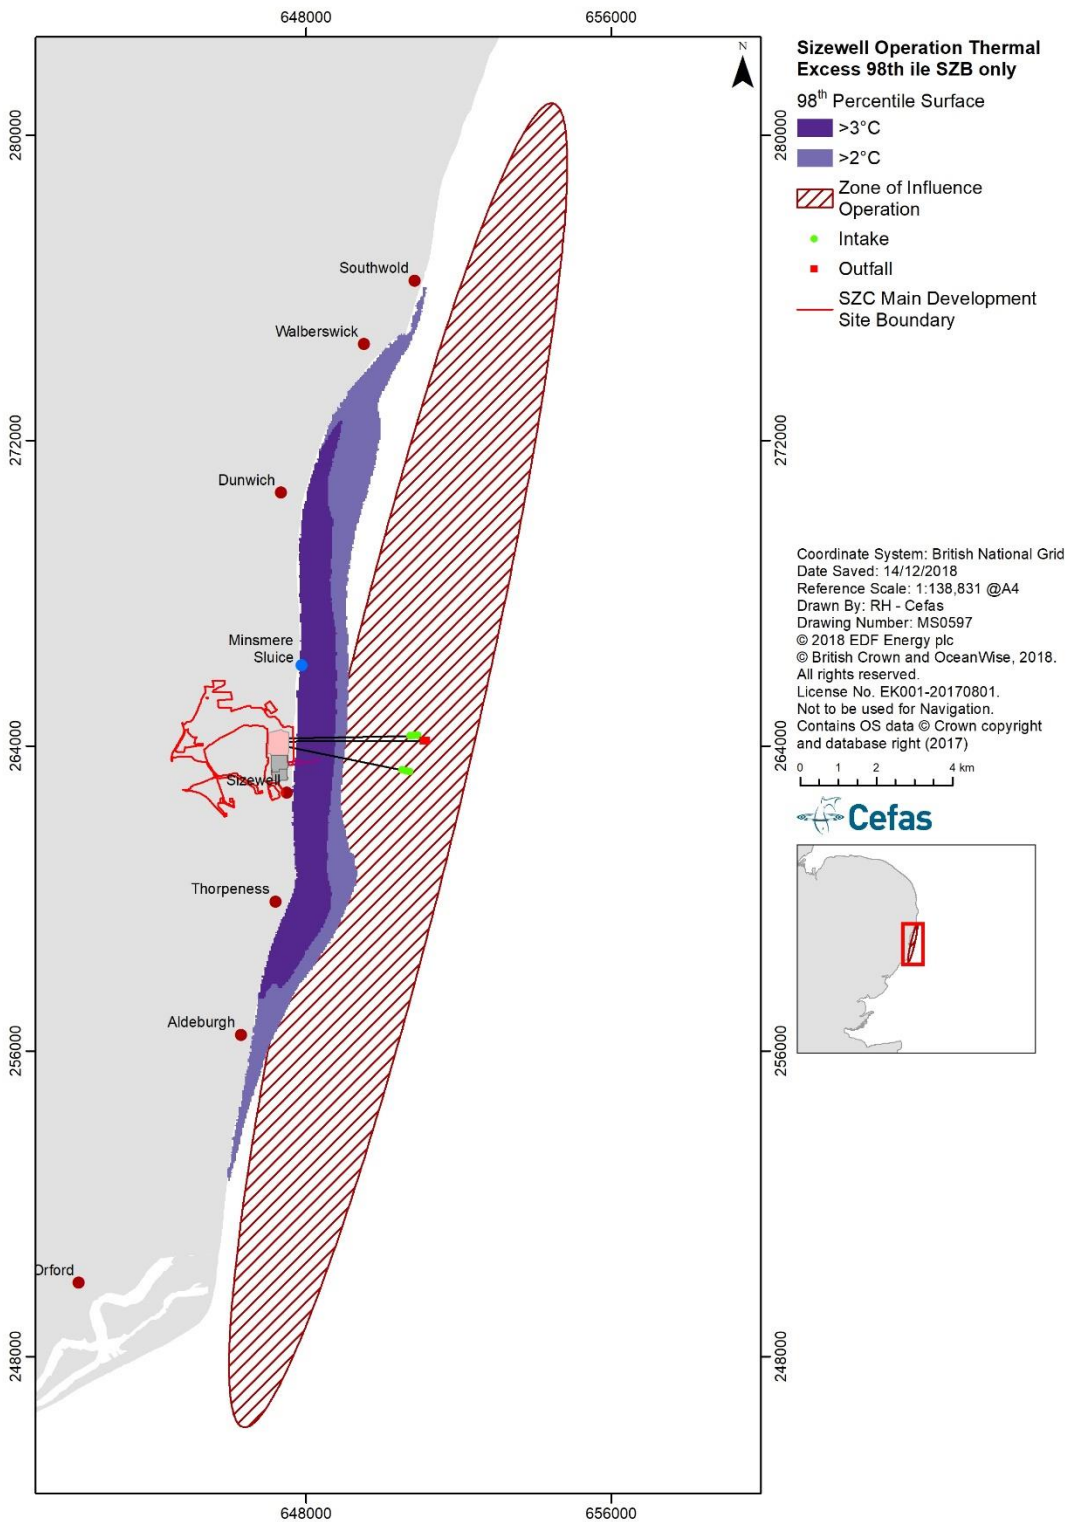 648000
656000
N
Sizewell Operation Thermal
Excess 98th ile SZB only
98th Percentile Surface
>3°C
>2°C
Zone of Influence
Operation
Intake
Outfall
SZC Main Development
Site Boundary
280000
280000
Southwold
Walberswick
272000
272000
Dunwich
Minsmere
Sluice
264000
264000
Sizewell
Thorpeness
Aldeburgh
256000
256000
Orford
248000
248000
648000
656000
Coordinate System: British National Grid
Date Saved: 14/12/2018
Reference Scale: 1:138,831 @A4
Drawn By: RH - Cefas
Drawing Number: MS0597
© 2018 EDF Energy plc
© British Crown and OceanWise, 2018.
All rights reserved.
License No. EK001-20170801.
Not to be used for Navigation.
Contains OS data © Crown copyright
and database right (2017)
0 1 2 4 km
Cefas